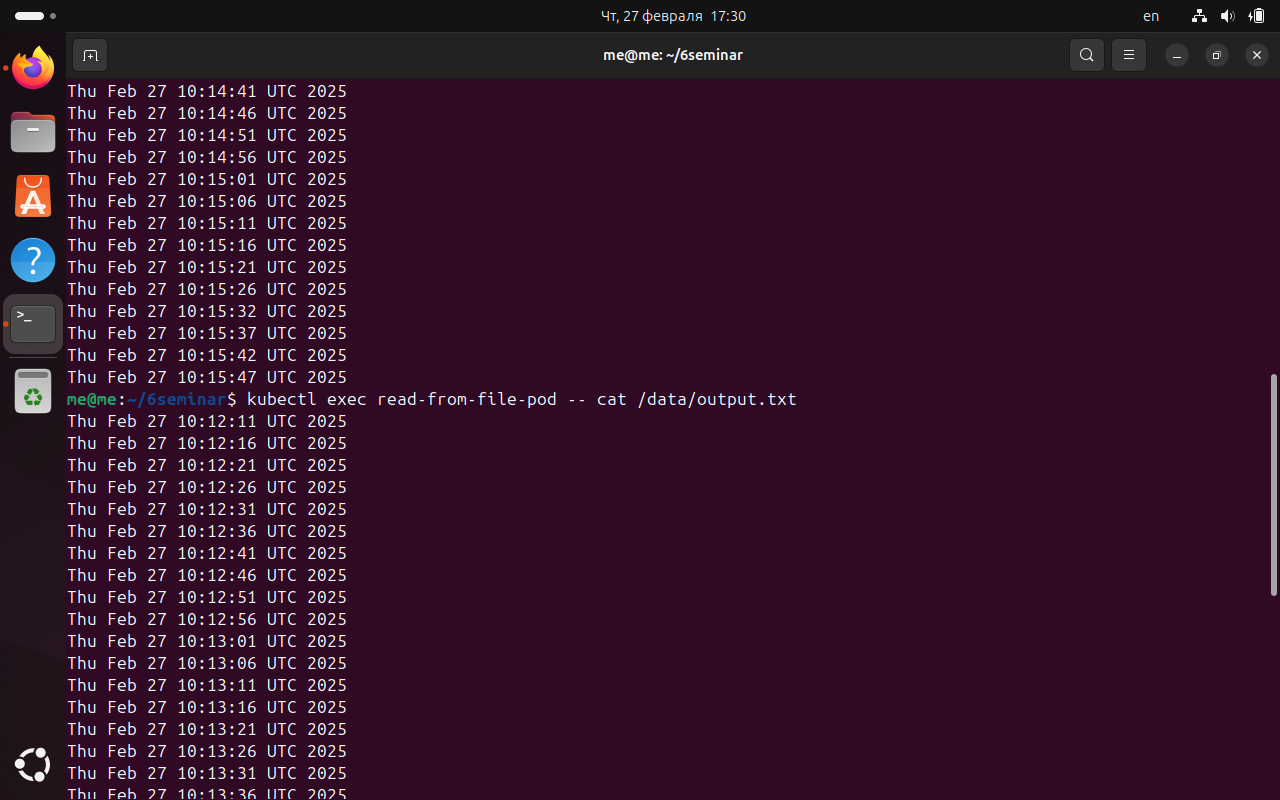 Чт, 27 февраля 17:30
en
me@me: ~/6seminar
Thu Feb 27 10:14:41 UTC 2025
Thu Feb 27 10:14:46 UTC 2025
Thu Feb 27 10:14:51 UTC 2025
Thu Feb 27 10:14:56 UTC 2025
Thu Feb 27 10:15:01 UTC 2025
Thu Feb 27 10:15:06 UTC 2025
Thu Feb 27 10:15:11 UTC 2025
Thu Feb 27 10:15:16 UTC 2025
Thu Feb 27 10:15:21 UTC 2025
Thu Feb 27 10:15:26 UTC 2025
Thu Feb 27 10:15:32 UTC 2025
Thu Feb 27 10:15:37 UTC 2025
Thu Feb 27 10:15:42 UTC 2025
Thu Feb 27 10:15:47 UTC 2025
me@me:~/6seminar$ kubectl exec read-from-file-pod -- cat /data/output.txt
Thu Feb 27 10:12:11 UTC 2025
Thu Feb 27 10:12:16 UTC 2025
Thu Feb 27 10:12:21 UTC 2025
Thu Feb 27 10:12:26 UTC 2025
Thu Feb 27 10:12:31 UTC 2025
Thu Feb 27 10:12:36 UTC 2025
Thu Feb 27 10:12:41 UTC 2025
Thu Feb 27 10:12:46 UTC 2025
Thu Feb 27 10:12:51 UTC 2025
Thu Feb 27 10:12:56 UTC 2025
Thu Feb 27 10:13:01 UTC 2025
Thu Feb 27 10:13:06 UTC 2025
Thu Feb 27 10:13:11 UTC 2025
Thu Feb 27 10:13:16 UTC 2025
Thu Feb 27 10:13:21 UTC 2025
Thu Feb 27 10:13:26 UTC 2025
Thu Feb 27 10:13:31 UTC 2025
Thu Feb 27 10:13:36 UTC 2025